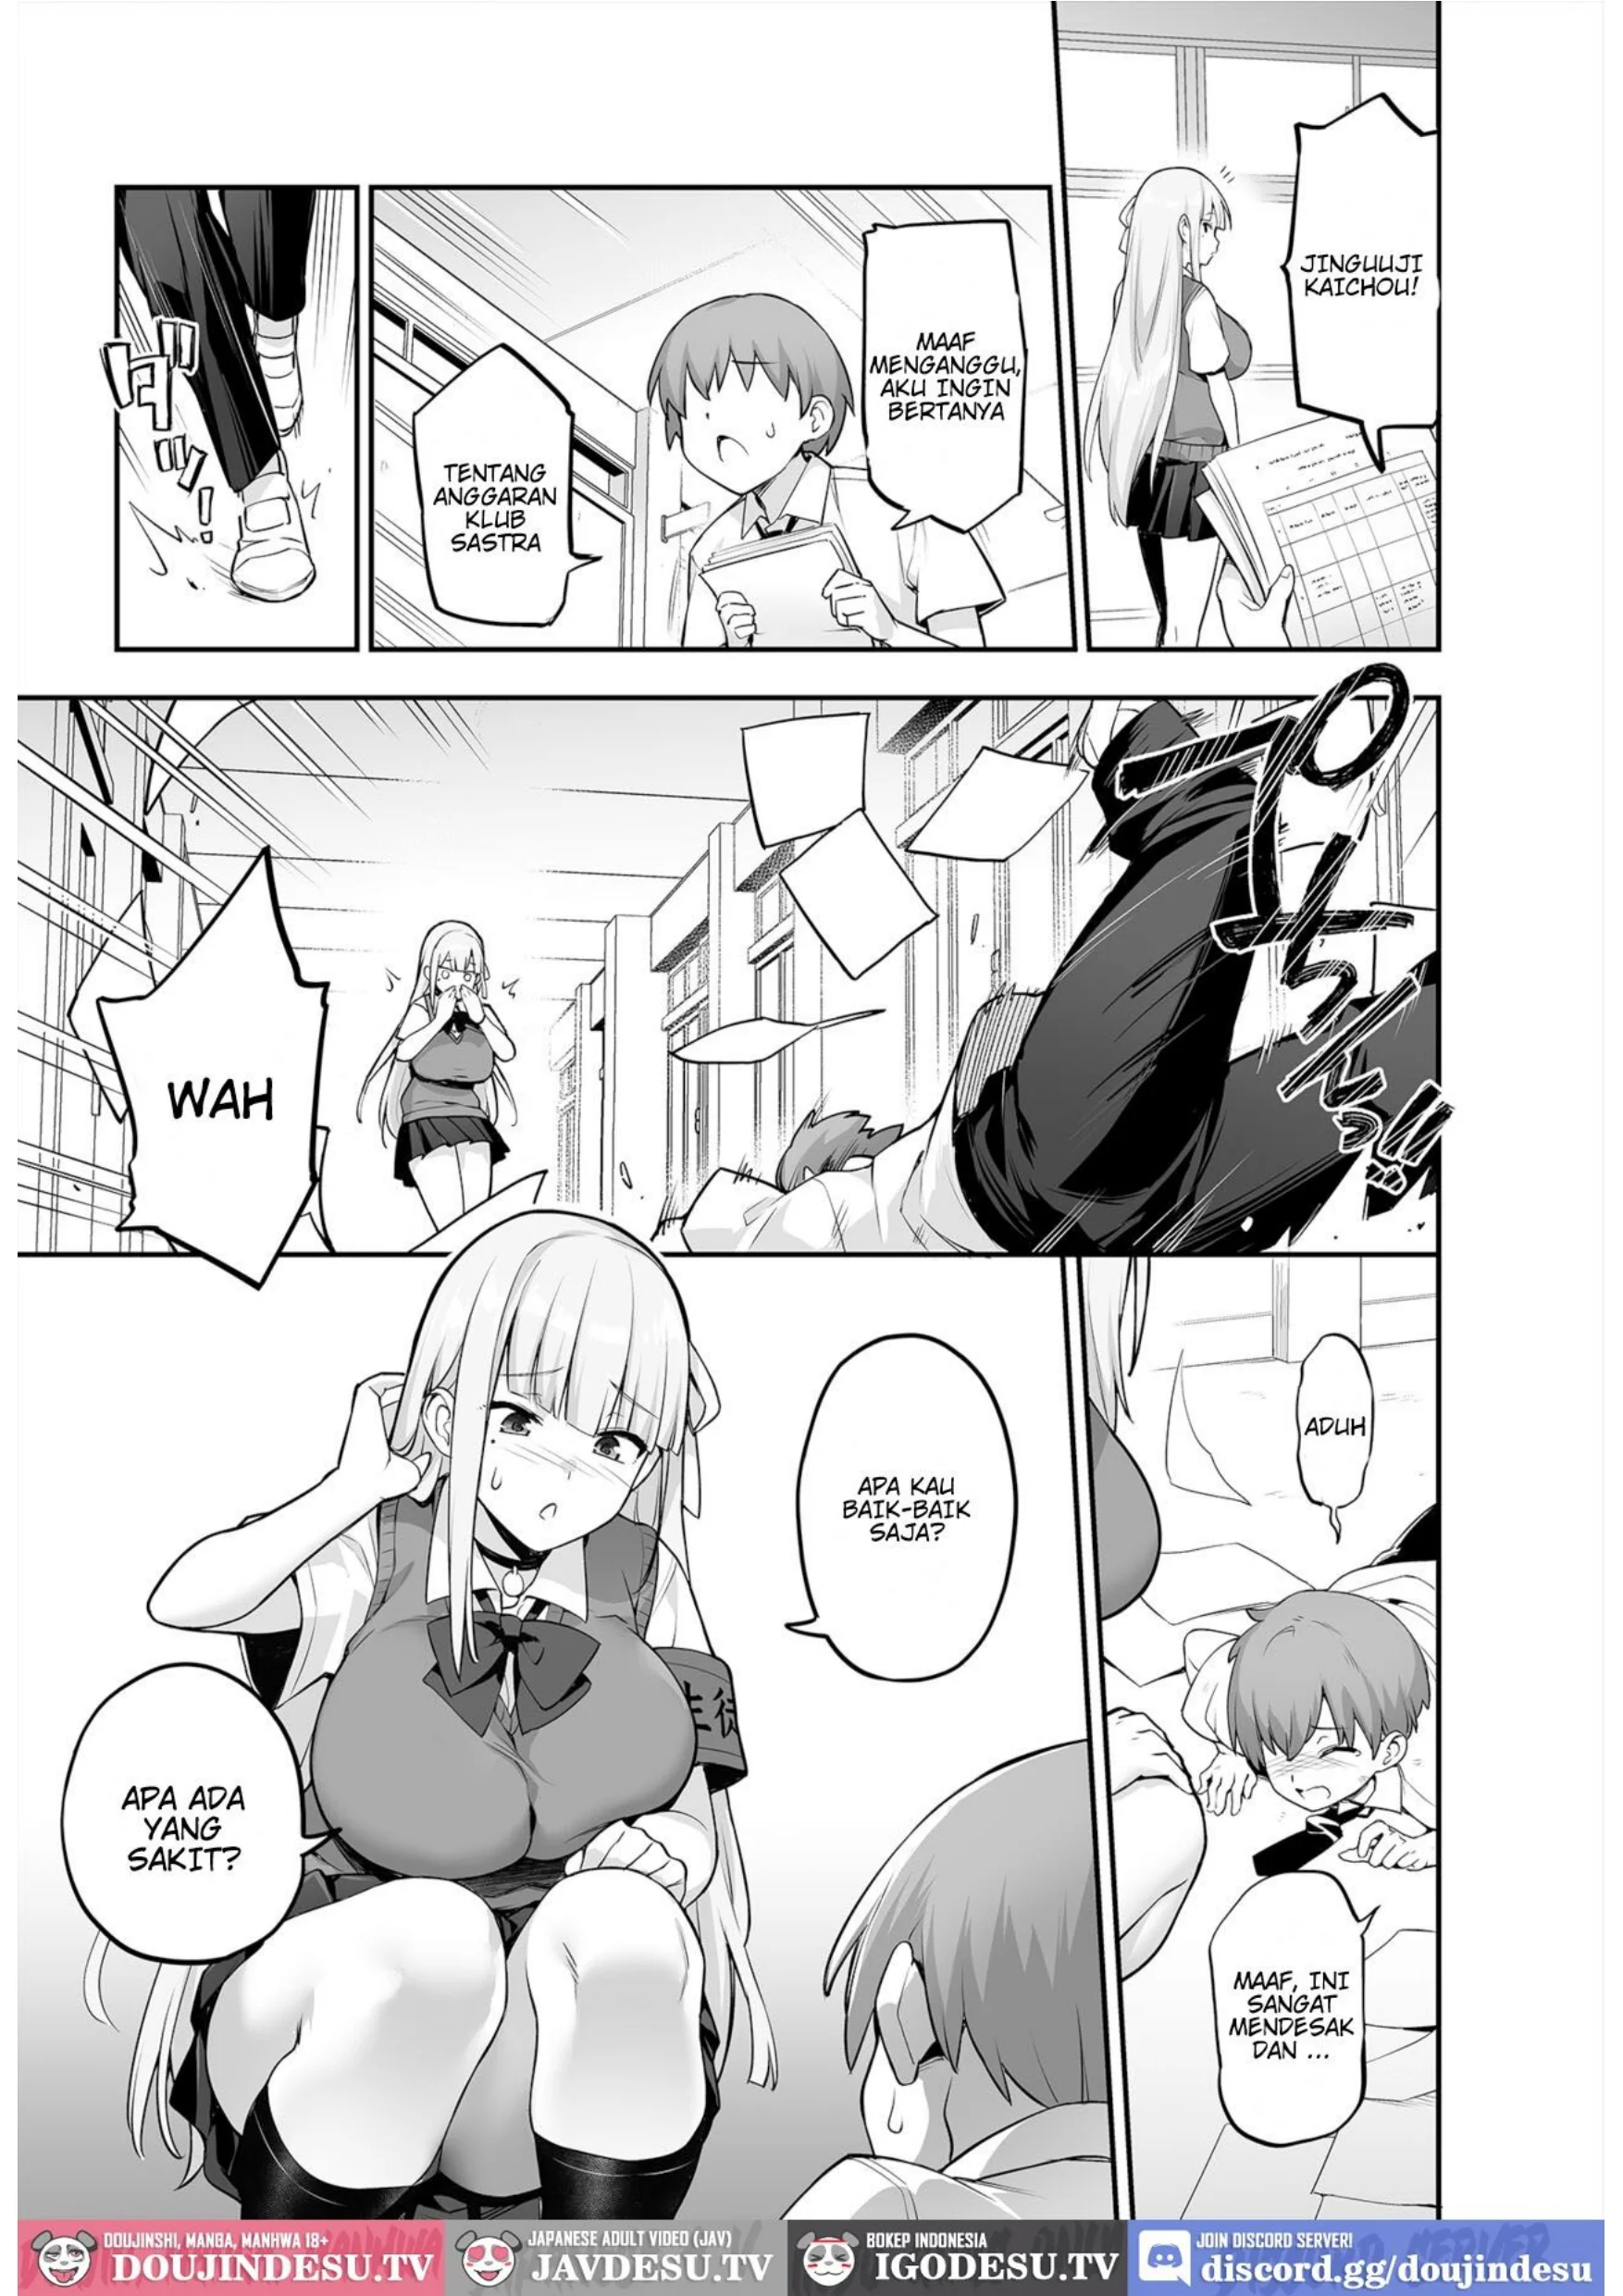 JINGUUJI
KAICHOU!
MAAF
MENGANGGU,
AKU INGIN
BERTANYA
TENTANG
ANGGARAN
KLUB
SASTRA
WAH
ADUH
MAAF, INI
SANGAT
MENDESAK
DAN ...
APA KAU
BAIK-BAIK
SAJA?
APA ADA
YANG
SAKIT?
生徒
DOUJINSHI, MANGA, MANHWA 18+
DOUJINDESU.TV
JAPANESE ADULT VIDEO (JAV)
JAVDESU.TV
BOKEP INDONESIA
IGODESU.TV
JOIN DISCORD SERVER!
discord.gg/doujindesu